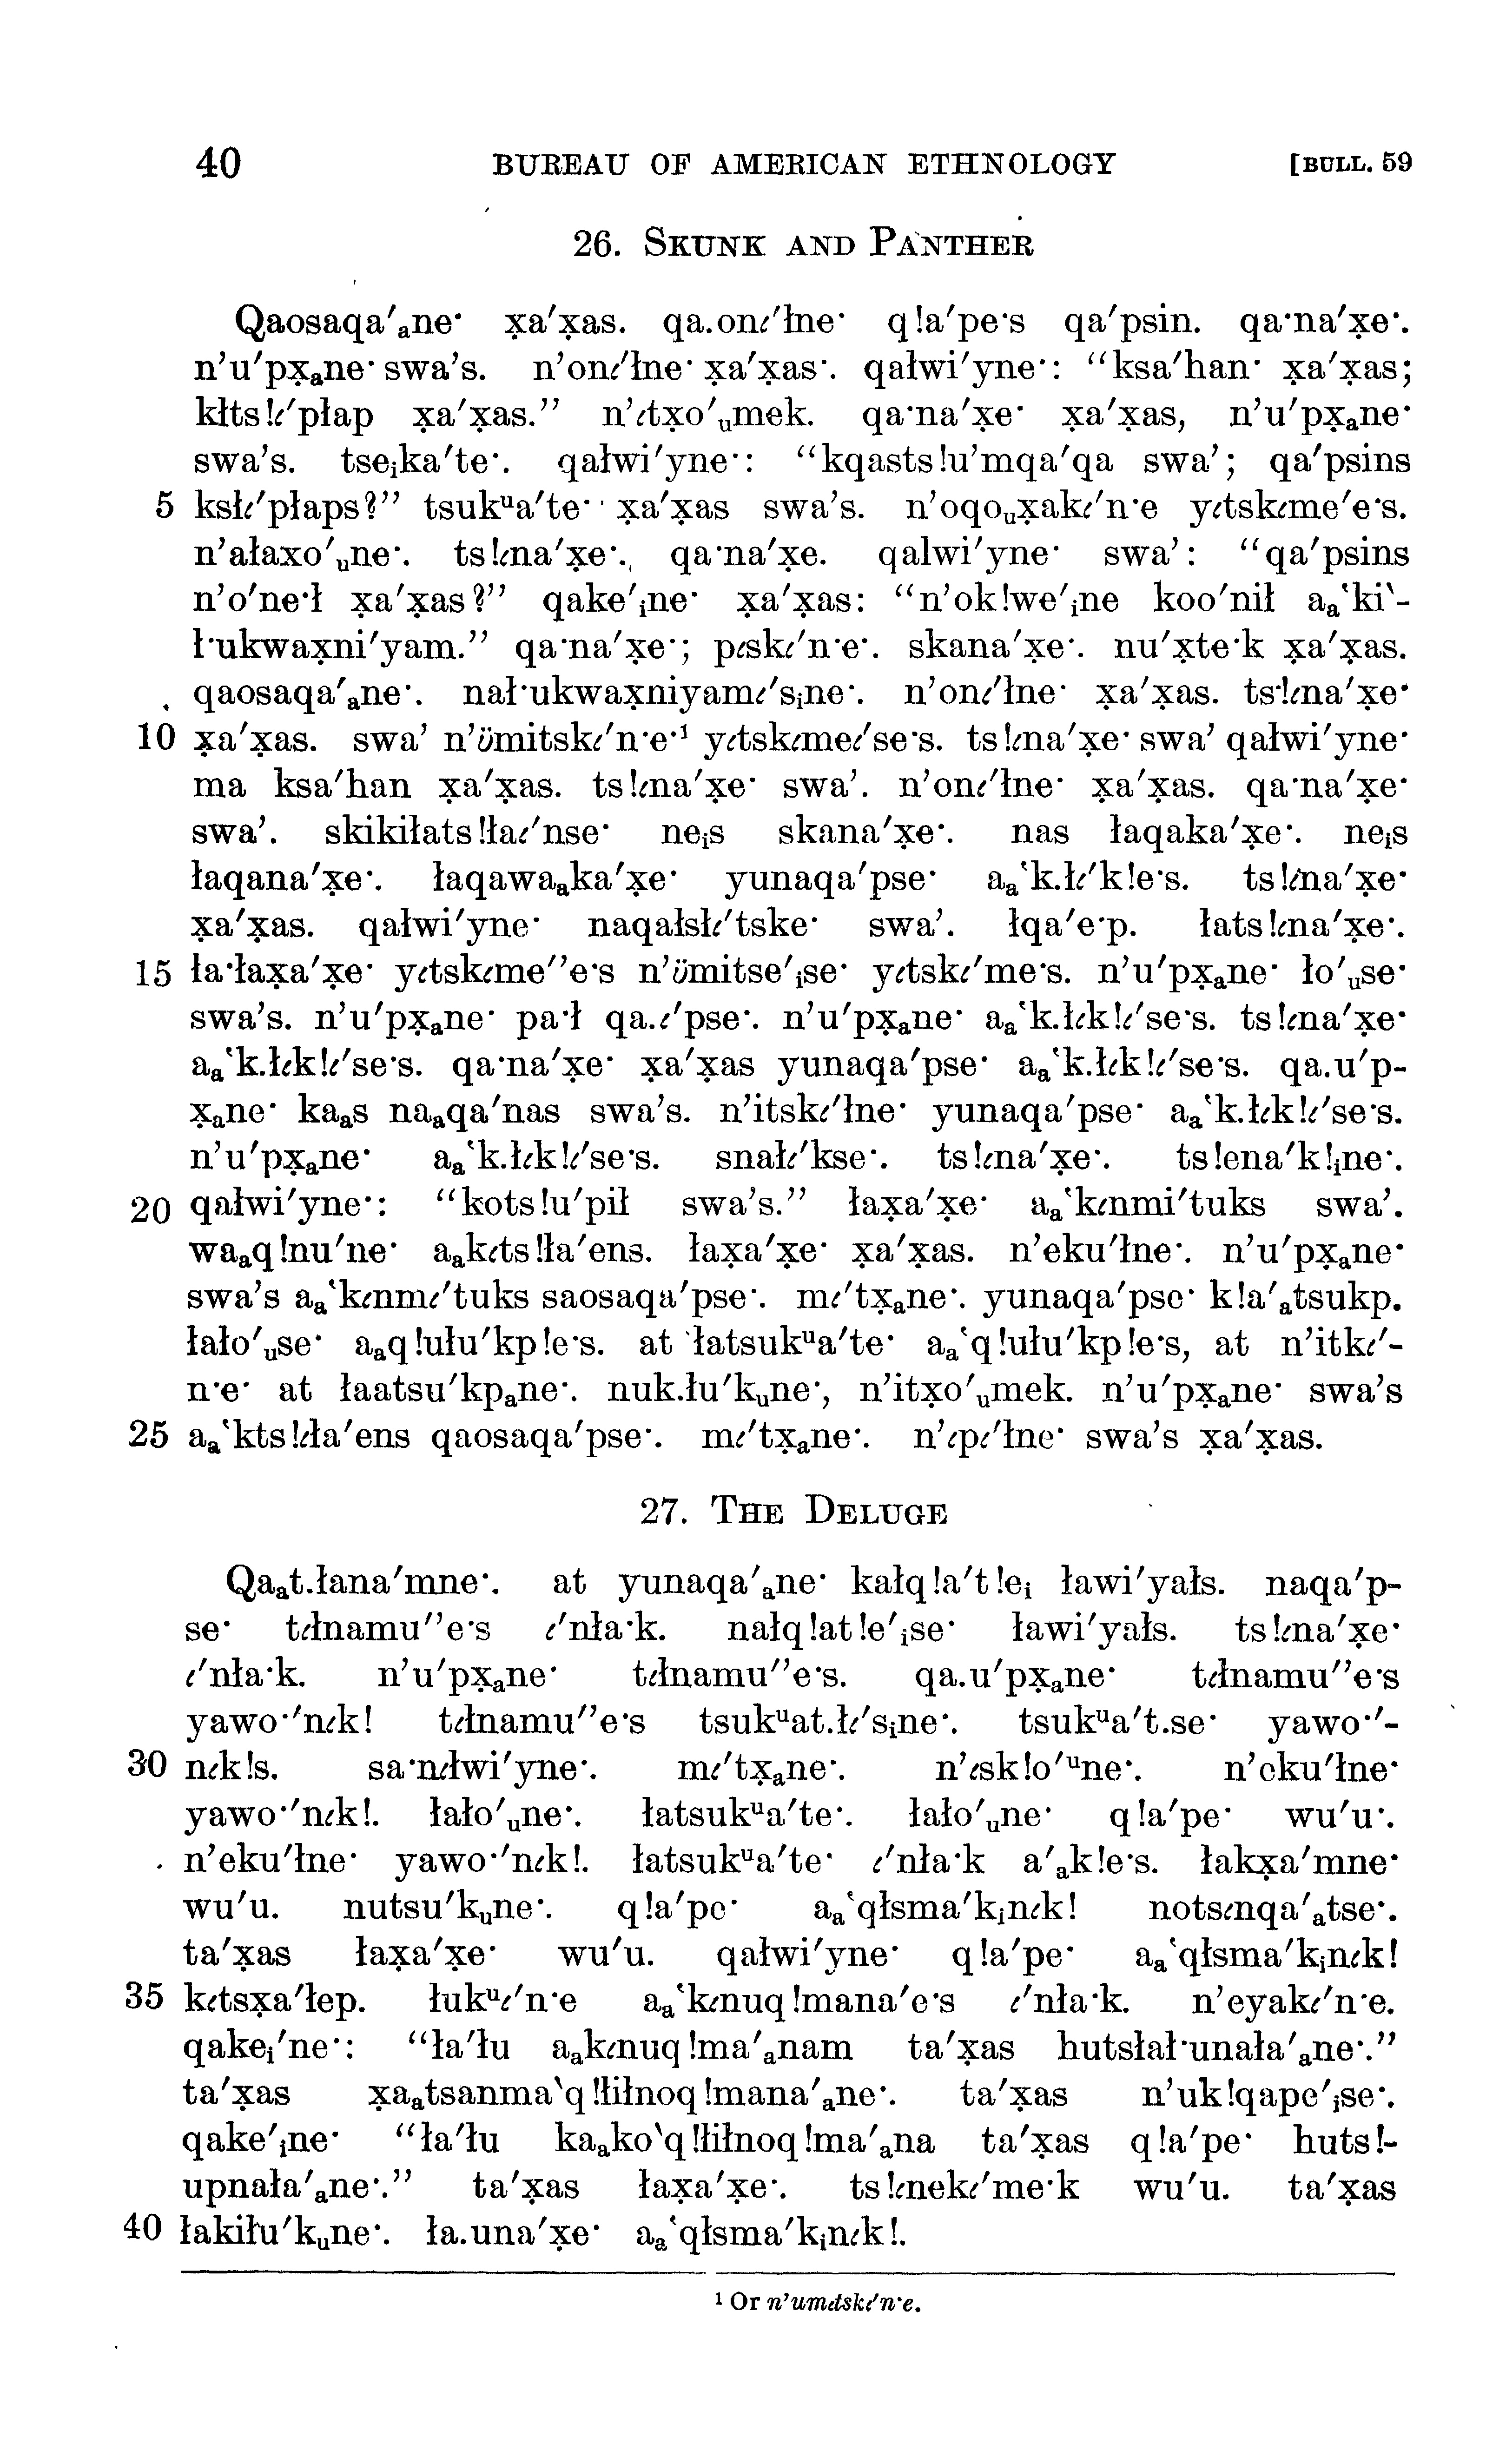 40 BUREAU OF AMERICAN ETHNOLOGY [BULL. 59
26. SKUNK AND PANTHER
Qaosaqa′ₐne· x̣a′x̣as. qa.onɩ′łne· q!a′pe·s qa′psin. qa·na′x̣e·.
n’u′px̣ₐne· swa’s. n’onɩ′łne· x̣a′x̣as·. qałwi′yne·: “ksa′han· x̣a′x̣as;
kłts!ɩ′płap x̣a′x̣as.” n’ɩtxo′ᵤmek. qa·na′x̣e· x̣a′x̣as, n’u′px̣ₐne·
swa’s. tseᵢka′te·. qałwi′yne·: “kqasts!u’mqa′qa swa’; qa′psins
5 ksłɩ′płaps?” tsukᵘa′te· x̣a′x̣as swa’s. n’oqoᵤx̣akɩ′n·e yɩtskɩme′e·s.
n’ałaxo′ᵤne·. ts!ɩna′x̣e·. qa·na′x̣e. qalwi′yne· swa’: “qa′psins
n’o′ne·ł x̣a′x̣as?” qake′ᵢne· x̣a′x̣as: “n’ok!we′ᵢne koo′nił aₐ‛ki‵-
ł·ukwax̣ni′yam.” qa·na′x̣e·; pɩskɩ′n·e·. skana′x̣e·. nu′x̣te·k x̣a′x̣as.
qaosaqa′ₐne·. nał·ukwax̣niyamɩ′sᵢne·. n’onɩ′łne· x̣a′x̣as. ts!ɩna′x̣e·
10 x̣a′x̣as. swa’ n’ümitskɩ′n·e·¹ yɩtskɩmeɩ′se·s. ts!ɩna′x̣e· swa’ qałwi′yne·
ma ksa′han x̣a′x̣as. ts!ɩna′x̣e· swa’. n’onɩ′łne· x̣a′x̣as. qa·na′x̣e·
swa’. skikiłats!łaɩ′nse· neᵢs skana′x̣e·. nas łaqaka′x̣e·. neᵢs
łaqana′x̣e·. łaqawaₐka′x̣e· yunaqa′pse· aₐ‛k.łɩ′k!e·s. ts!ɩna′x̣e·
x̣a′x̣as. qałwi′yne· naqałsłɩ′tske· swa’. łqa′e·p. łats!ɩna′x̣e·.
15 ła·łax̣a′x̣e· yɩtskɩme″e·s n’ümitse′ᵢse· yɩtskɩ′me·s. n’u′px̣ₐne· ło′ᵤse·
swa’s. n’u′px̣ₐne· pa·ł qa.ɩ′pse·. n’u′px̣ₐne· aₐ‛k.łɩk!ɩ′se·s. ts!ɩna′x̣e·
aₐ‛k.łɩk!ɩ′se·s. qa·na′x̣e· x̣a′x̣as yunaqa′pse· aₐ‛k.łɩk!ɩ′se·s. qa.u′p-
x̣ₐne· kaₐs naₐqa′nas swa’s. n’itskɩ′łne· yunaqa′pse· aₐ‛k.łɩk!ɩ′se·s.
n’u′px̣ₐne· aₐ‛k.łɩk!ɩ′se·s. snałɩ′kse·. ts!ɩna′x̣e·. ts!ena′k!ᵢne·.
20 qałwi′yne·: “kots!u′pił swa’s.” łax̣a′x̣e· aₐ‛kɩnmi′tuks swa’.
waₐq!nu′ne· aₐkɩts!ła′ens. łax̣a′x̣e· x̣a′x̣as. n’eku′łne·. n’u′px̣ₐne·
swa’s aₐ‛kɩnmɩ′tuks saosaqa′pse·. mɩ′tx̣ₐne·. yunaqa′pse· k!a′ₐtsukp.
łało′ᵤse· aₐq!ułu′kp!e·s. at łatsukᵘa′te· aₐ‛q!ułu′kp!e·s, at n’itkɩ′-
n·e· at łaatsu′kpₐne·. nuk.łu′kᵤne·, n’itx̣o′ᵤmek. n’u′px̣ₐne· swa’s
25 aₐ‛kts!ɩła′ens qaosaqa′pse·. mɩ′tx̣ₐne·. n’ɩpɩ′łne· swa’s x̣a′x̣as.
27. THE DELUGE
Qaₐt.łana′mne·. at yunaqa′ₐne· kałq!a′t!eᵢ ławi′yałs. naqa′p-
se· tɩłnamu″e·s ɩ′nła·k. nałq!at!e′ᵢse· ławi′yałs. ts!ɩna′x̣e·
ɩ′nła·k. n’u′px̣ₐne· tɩłnamu″e·s. qa.u′px̣ₐne· tɩłnamu″e·s
yawo·′nɩk! tɩłnamu″e·s tsukᵘat.łɩ′sᵢne·. tsukᵘa′t.se· yawo·′-
30 nɩk!s. sa·nɩłwi′yne·. mɩ′tx̣ₐne·. n’ɩsk!o′ᵘne·. n’eku′łne·
yawo·′nɩk!. łało′ᵤne·. łatsukᵘa′te·. łało′ᵤne· q!a′pe· wu′u·.
n’eku′łne· yawo·′nɩk!. łatsukᵘa′te· ɩ′nła·k a′ₐk!e·s. łakx̣a′mne·
wu′u. nutsu′kᵤne·. q!a′pe· aₐ‛qłsma′kᵢnɩk! notsɩnqa′ₐtse·.
ta′x̣as łax̣a′x̣e· wu′u. qałwi′yne· q!a′pe· aₐ‛qłsma′kᵢnɩk!
35 kɩtsx̣a′łep. łukᵘɩ′n·e aₐ‛kɩnuq!mana′e·s ɩ′nła·k. n’eyakɩ′n·e.
qakeᵢ′ne·: “ła′łu aₐkɩnuq!ma′ₐnam ta′x̣as hutsłał·unała′ₐne·.”
ta′x̣as x̣aₐtsanma‵q!łiłnoq!mana′ₐne·. ta′x̣as n’uk!qape′ᵢse·.
qake′ᵢne· “ła′łu kaₐko‵q!łiłnoq!ma′ₐna ta′x̣as q!a′pe· huts!-
upnała′ₐne·.” ta′x̣as łax̣a′x̣e·. ts!ɩnekɩ′me·k wu′u. ta′x̣as
40 łakiłu′kᵤne·. ła.una′x̣e· aₐ‛qłsma′kᵢnɩk!.
¹ Or n’umɩtskɩ′n·e.